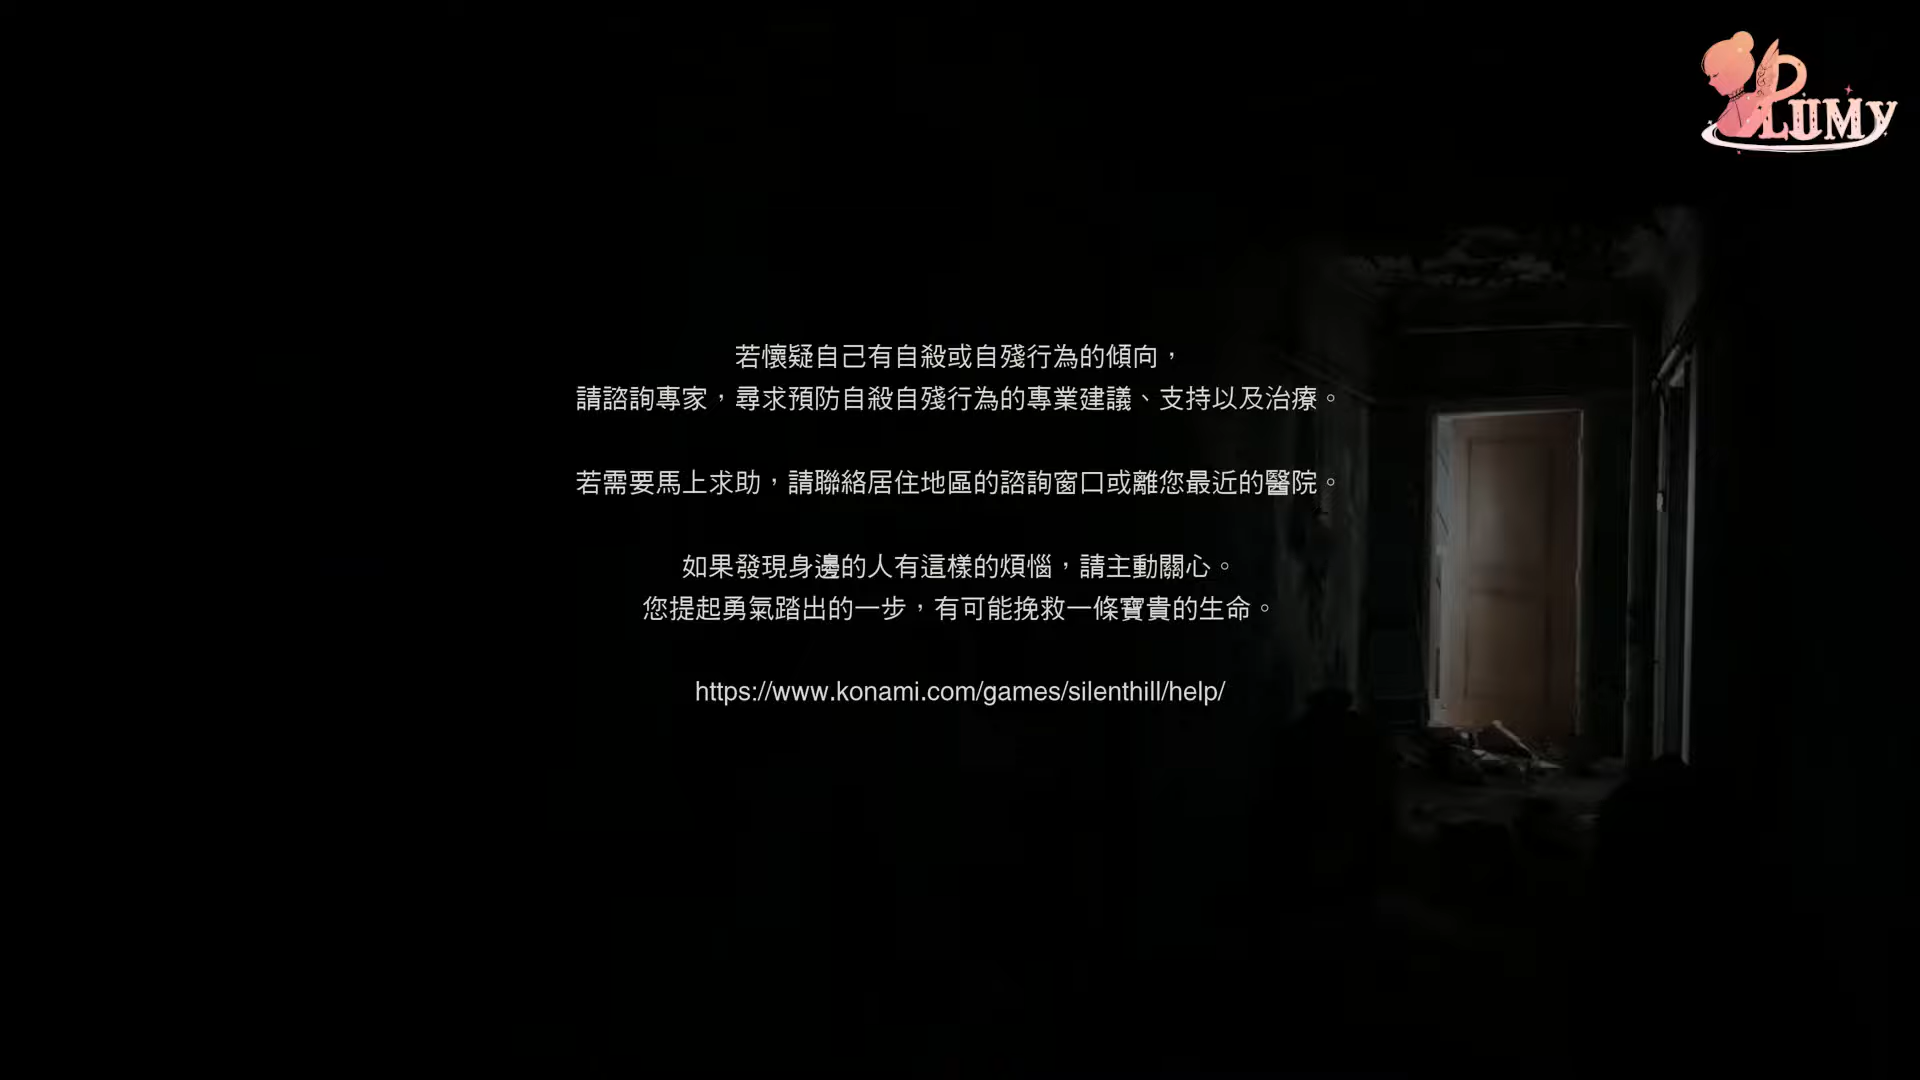 PLUMY
若懷疑自己有自殺或自殘行為的傾向，
請諮詢專家，尋求預防自殺自殘行為的專業建議、支持以及治療。
若需要馬上求助，請聯絡居住地區的諮詢窗口或離您最近的醫院。
如果發現身邊的人有這樣的煩惱，請主動關心。
您提起勇氣踏出的一步，有可能挽救一條寶貴的生命。
https://www.konami.com/games/silenthill/help/